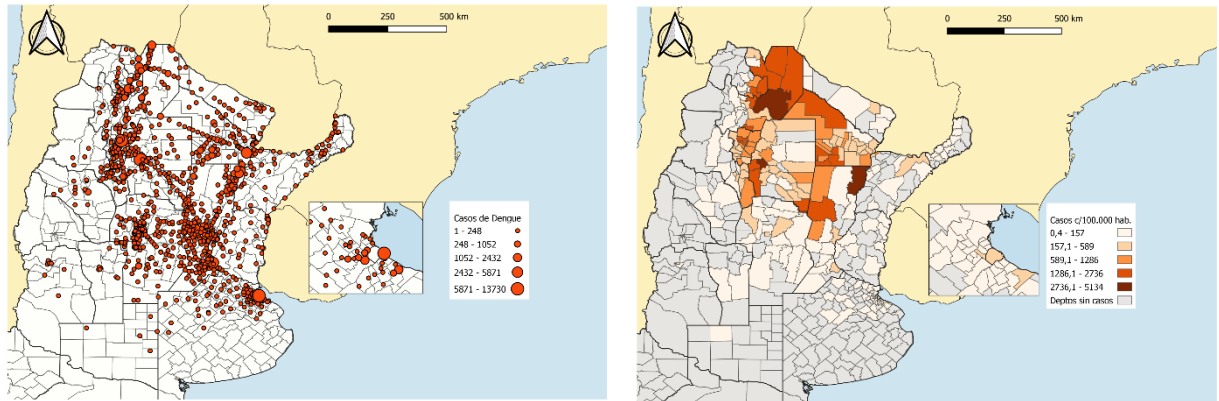 0
250
500 km
Casos de Dengue
1 - 248
248 - 1052
1052 - 2432
2432 - 5871
5871 - 13730
0
250
500 km
Casos c/100.000 hab.
0,4 - 157
157,1 - 589
589,1 - 1286
1286,1 - 2736
2736,1 - 5134
Deptos sin casos